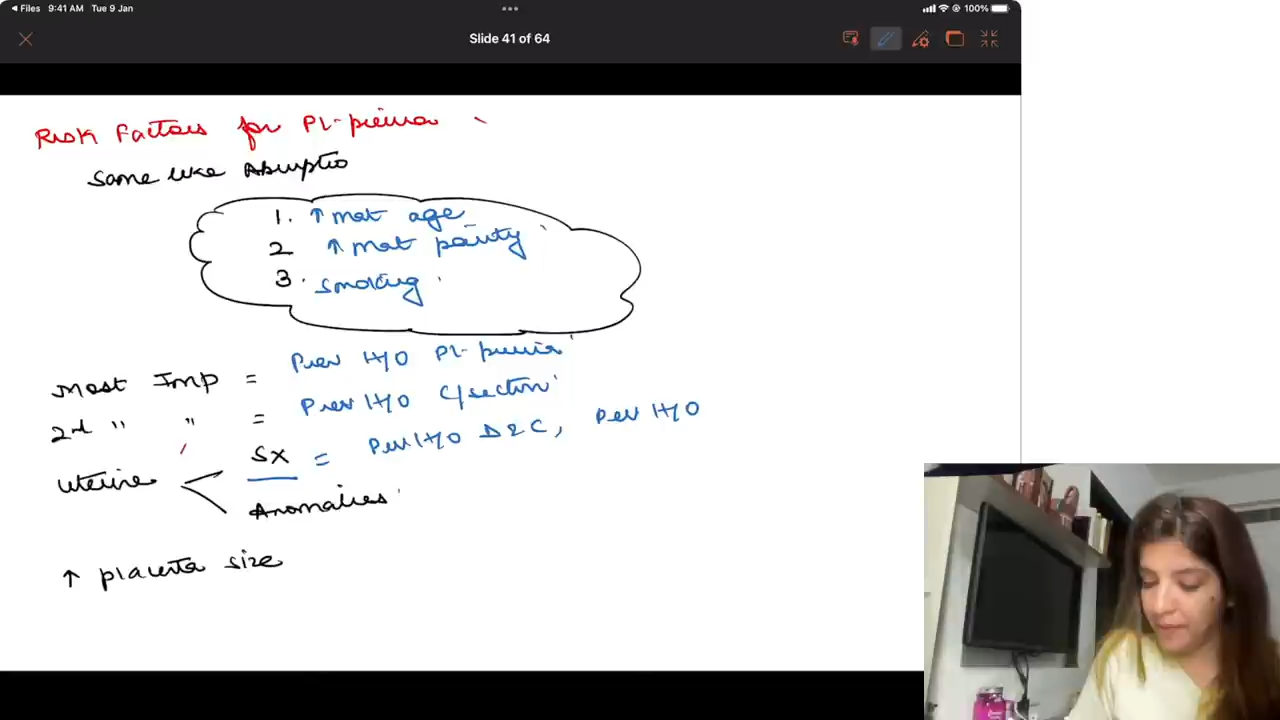 Files 9:41 AM Tue 9 Jan 100%
Slide 41 of 64
Risk Factors for Pl-previa
Same like Abruptio
1. ↑ mat age
2 ↑ mat parity
3. smoking
Most Imp = Prev H/O Pl-previa
2nd " " = Prev H/O C/section
Uterine SX = Prev H/O D&C, Prev H/O
Anomalies
↑ placenta size